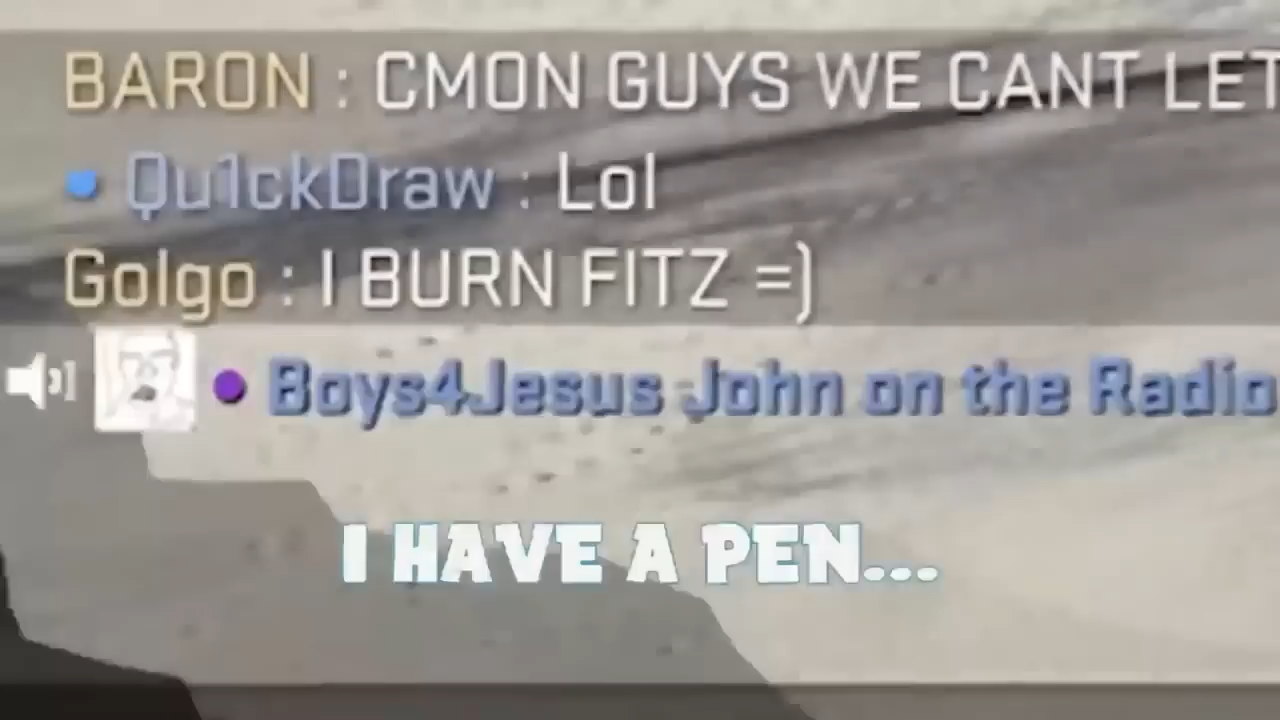 BARON : CMON GUYS WE CANT LET
Qu1ckDraw : Lol
Golgo : I BURN FITZ =)
Boys4Jesus John on the Radio
I HAVE A PEN...